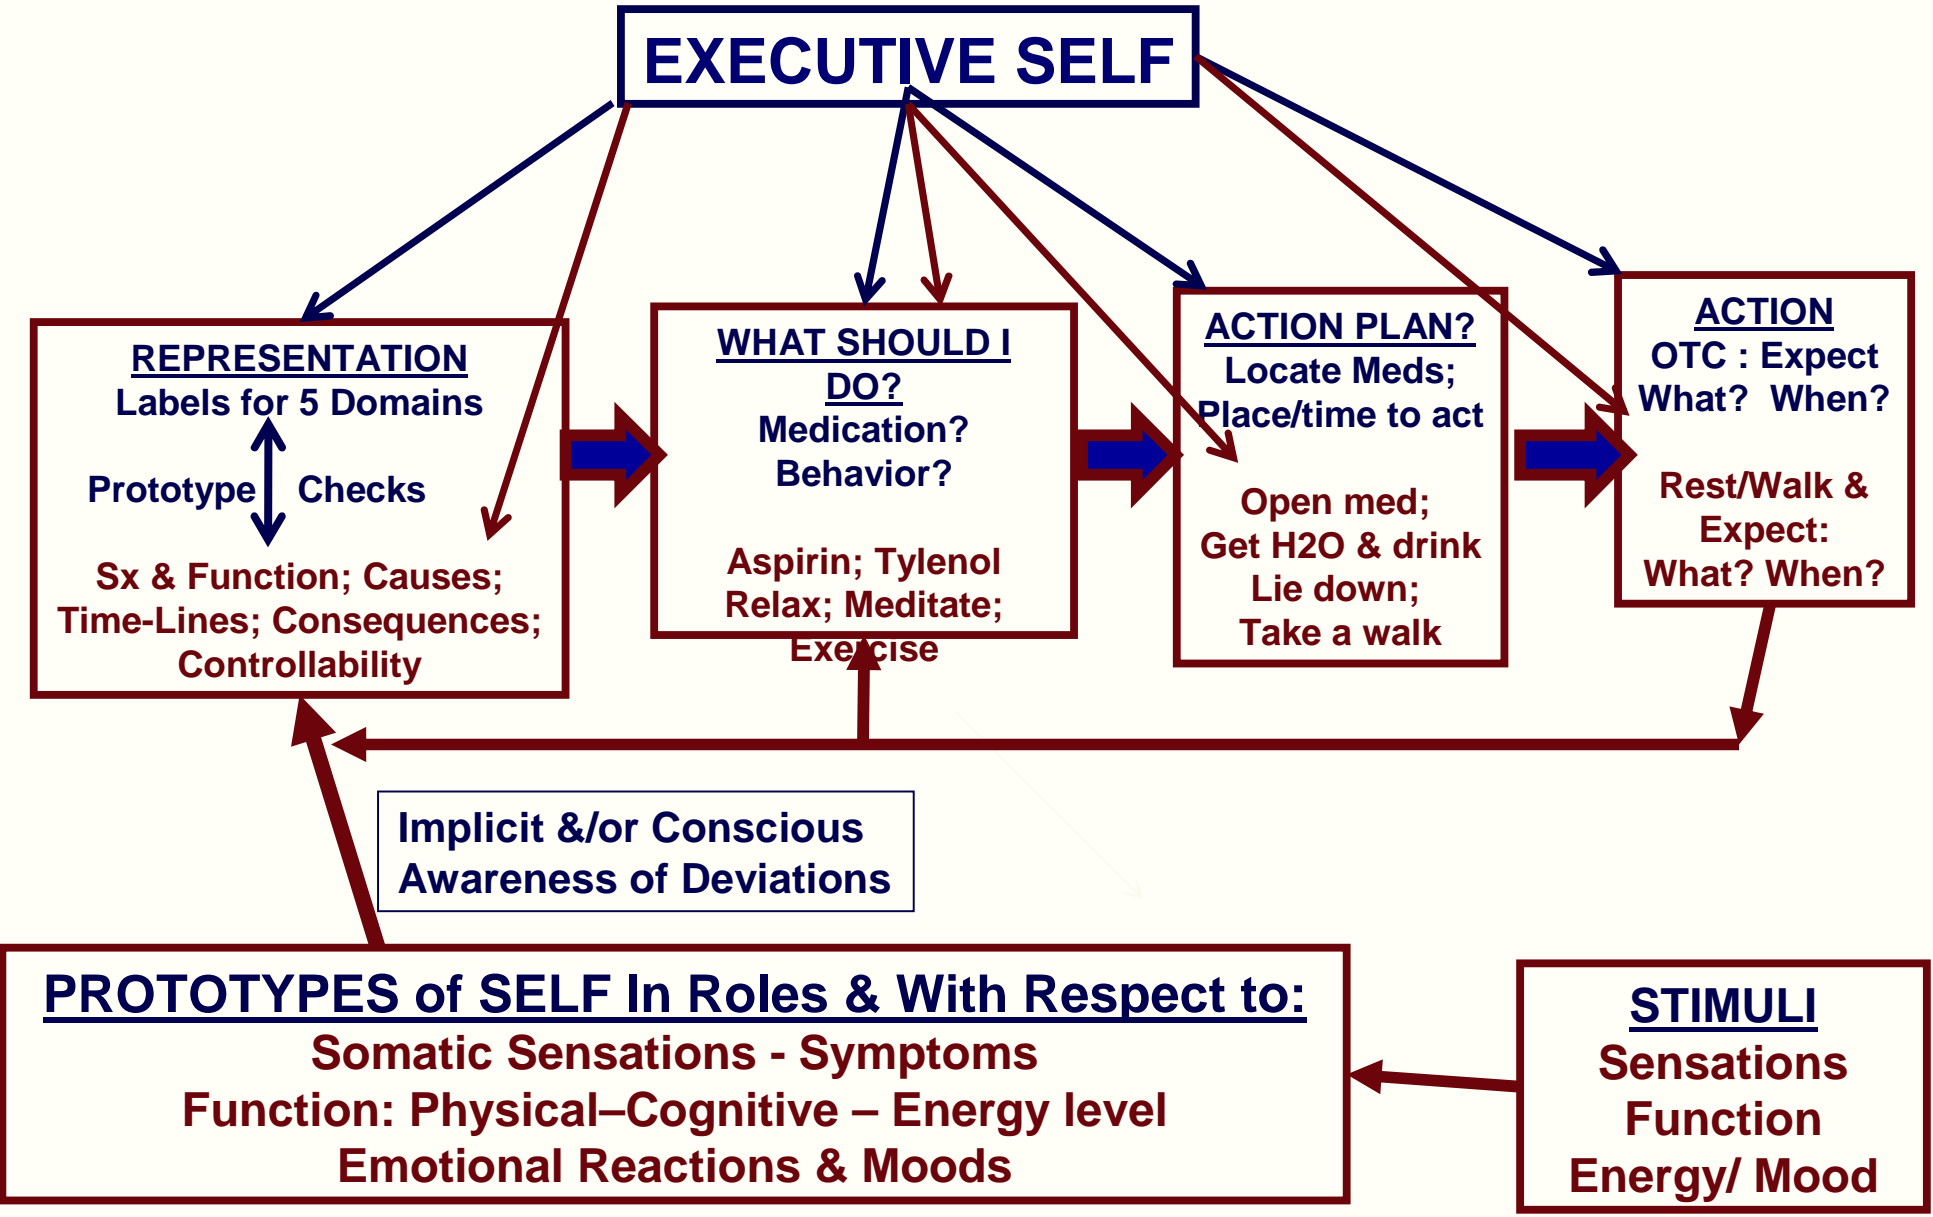 EXECUTIVE SELF
REPRESENTATION
Labels for 5 Domains
Prototype Checks
Sx & Function; Causes;
Time-Lines; Consequences;
Controllability
WHAT SHOULD I
DO?
Medication?
Behavior?
Aspirin; Tylenol
Relax; Meditate;
Exercise
ACTION PLAN?
Locate Meds;
Place/time to act
Open med;
Get H2O & drink
Lie down;
Take a walk
ACTION
OTC : Expect
What? When?
Rest/Walk &
Expect:
What? When?
Implicit &/or Conscious
Awareness of Deviations
PROTOTYPES of SELF In Roles & With Respect to:
Somatic Sensations - Symptoms
Function: Physical–Cognitive – Energy level
Emotional Reactions & Moods
STIMULI
Sensations
Function
Energy/ Mood